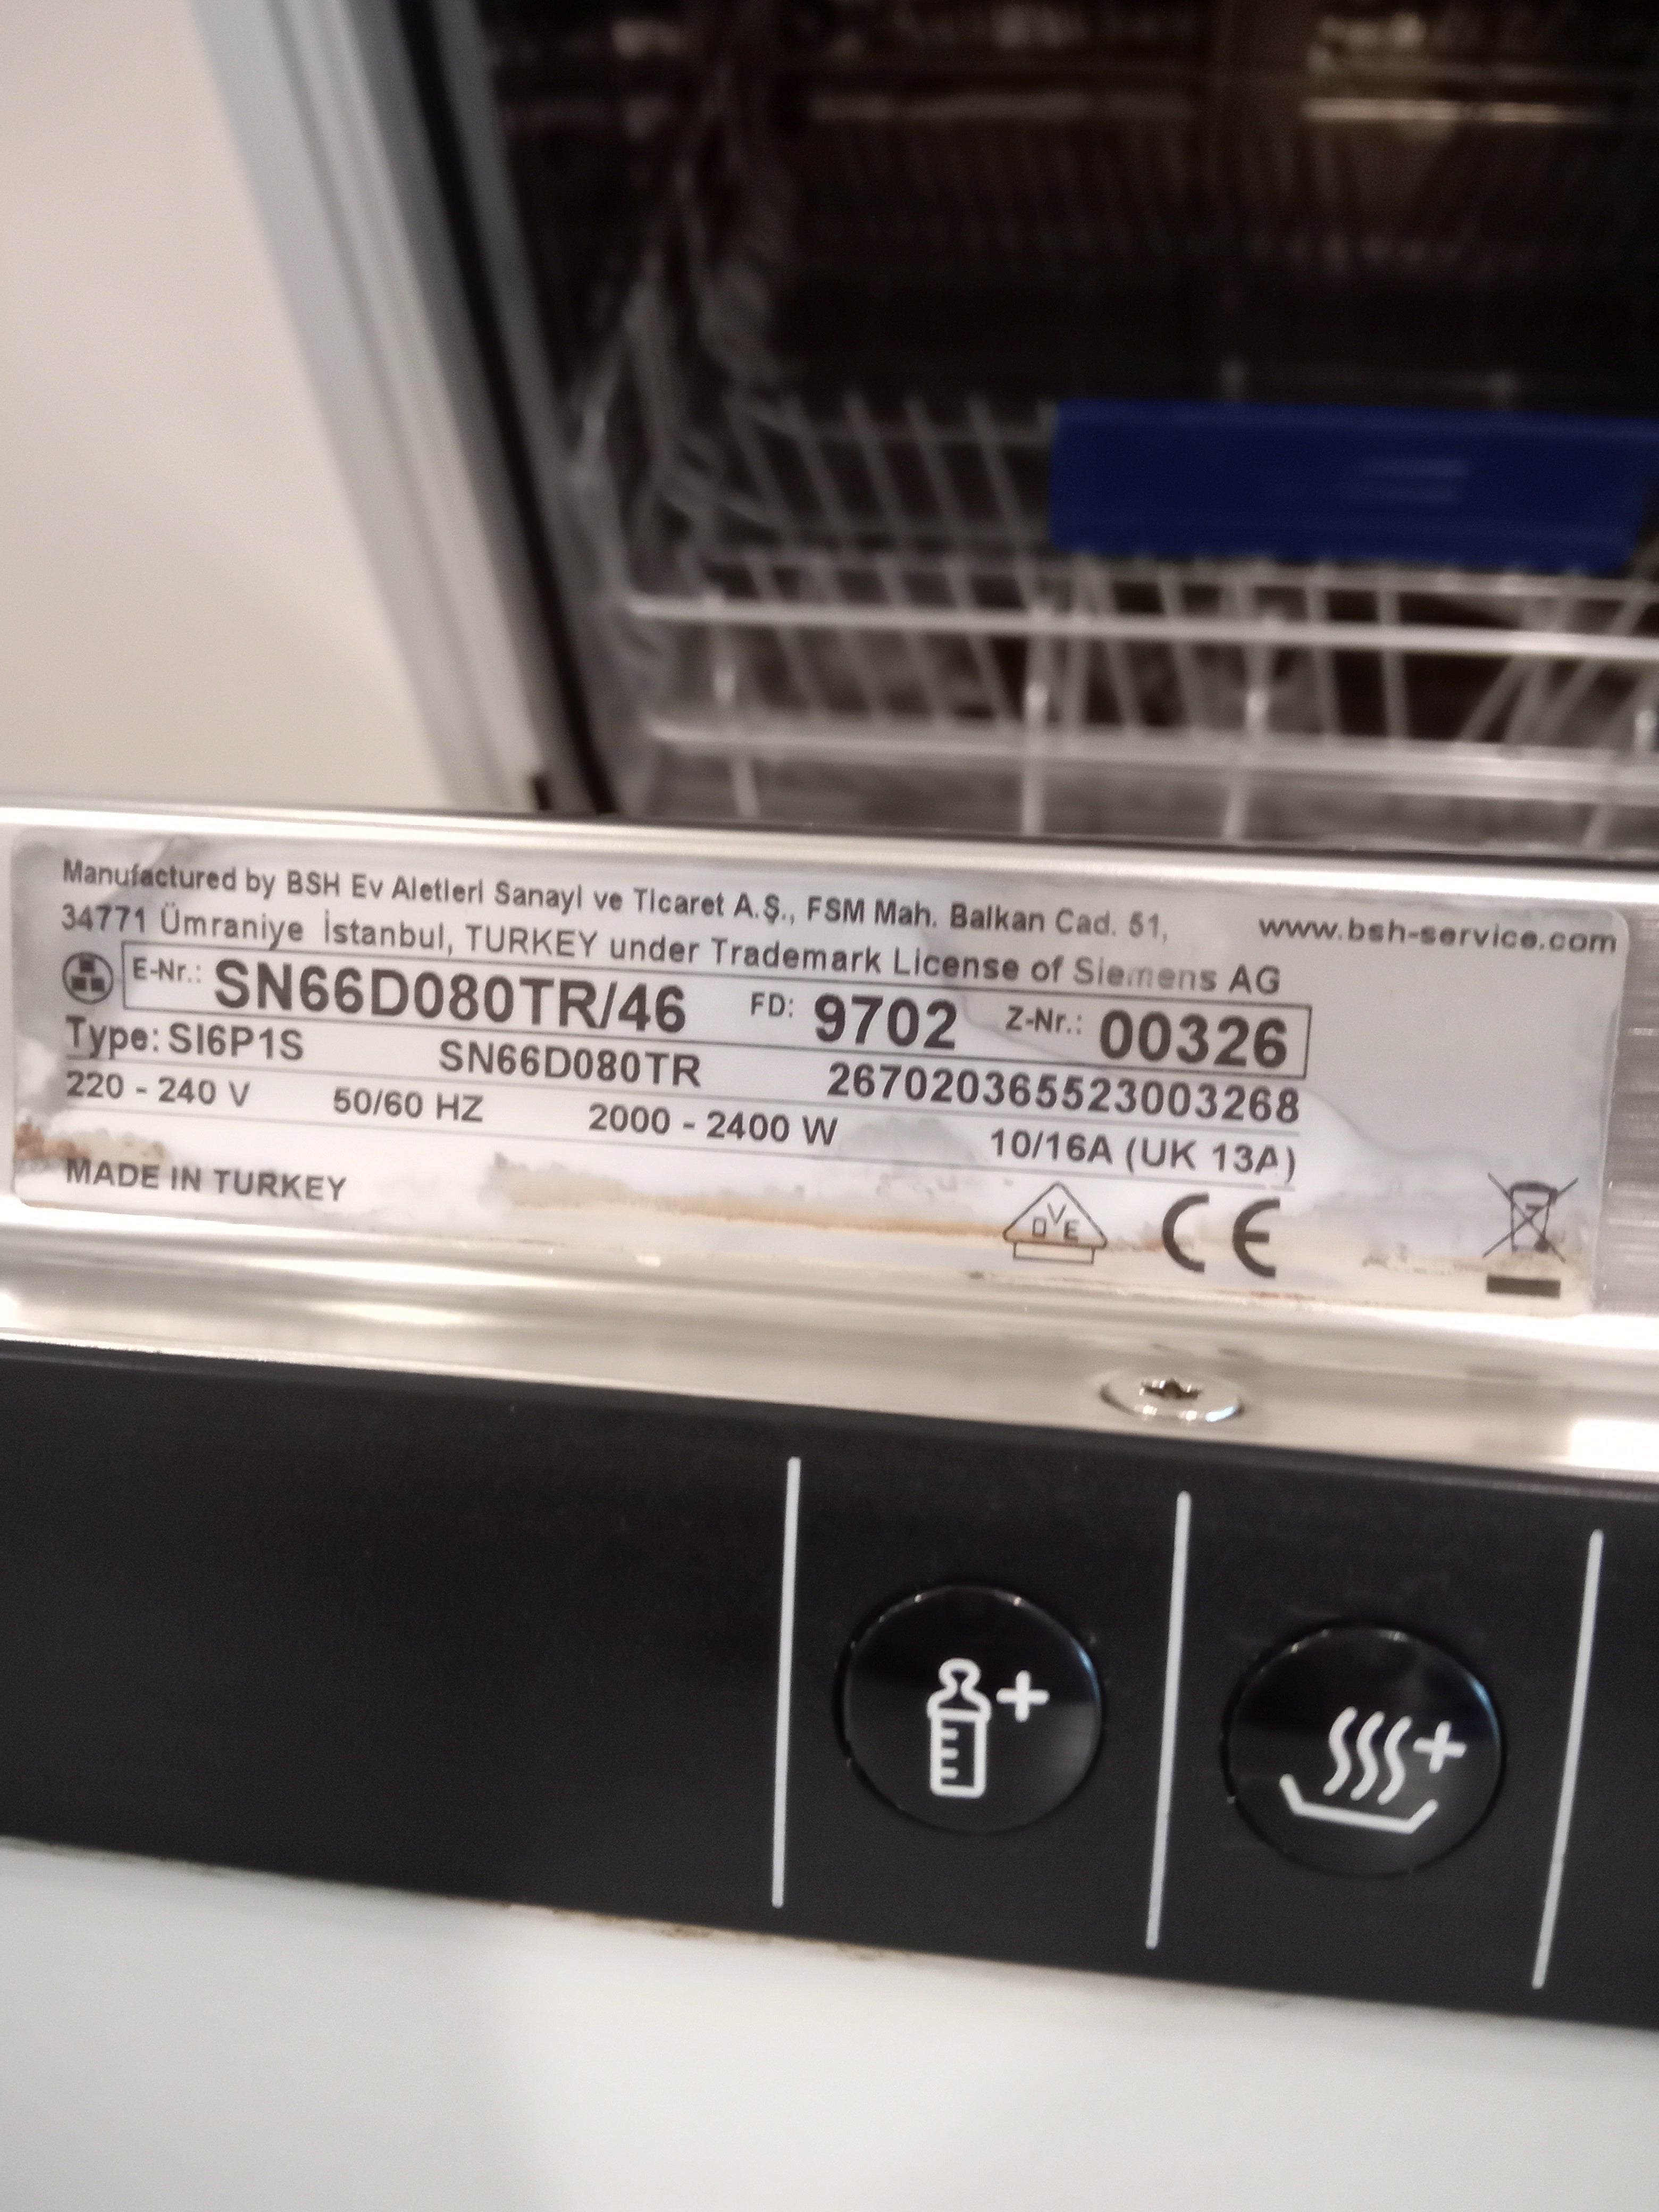 Manufactured by BSH Ev Aletleri Sanayi ve Ticaret A.Ş., FSM Mah. Balkan Cad. 51,
34771 Ümraniye İstanbul, TURKEY under Trademark License of Siemens AG
www.bsh-service.com
E-Nr.: SN66D080TR/46 FD: 9702 Z-Nr.: 00326
Type: SI6P1S SN66D080TR 267020365523003268
220 - 240 V 50/60 HZ 2000 - 2400 W 10/16A (UK 13A)
MADE IN TURKEY
DVE CE